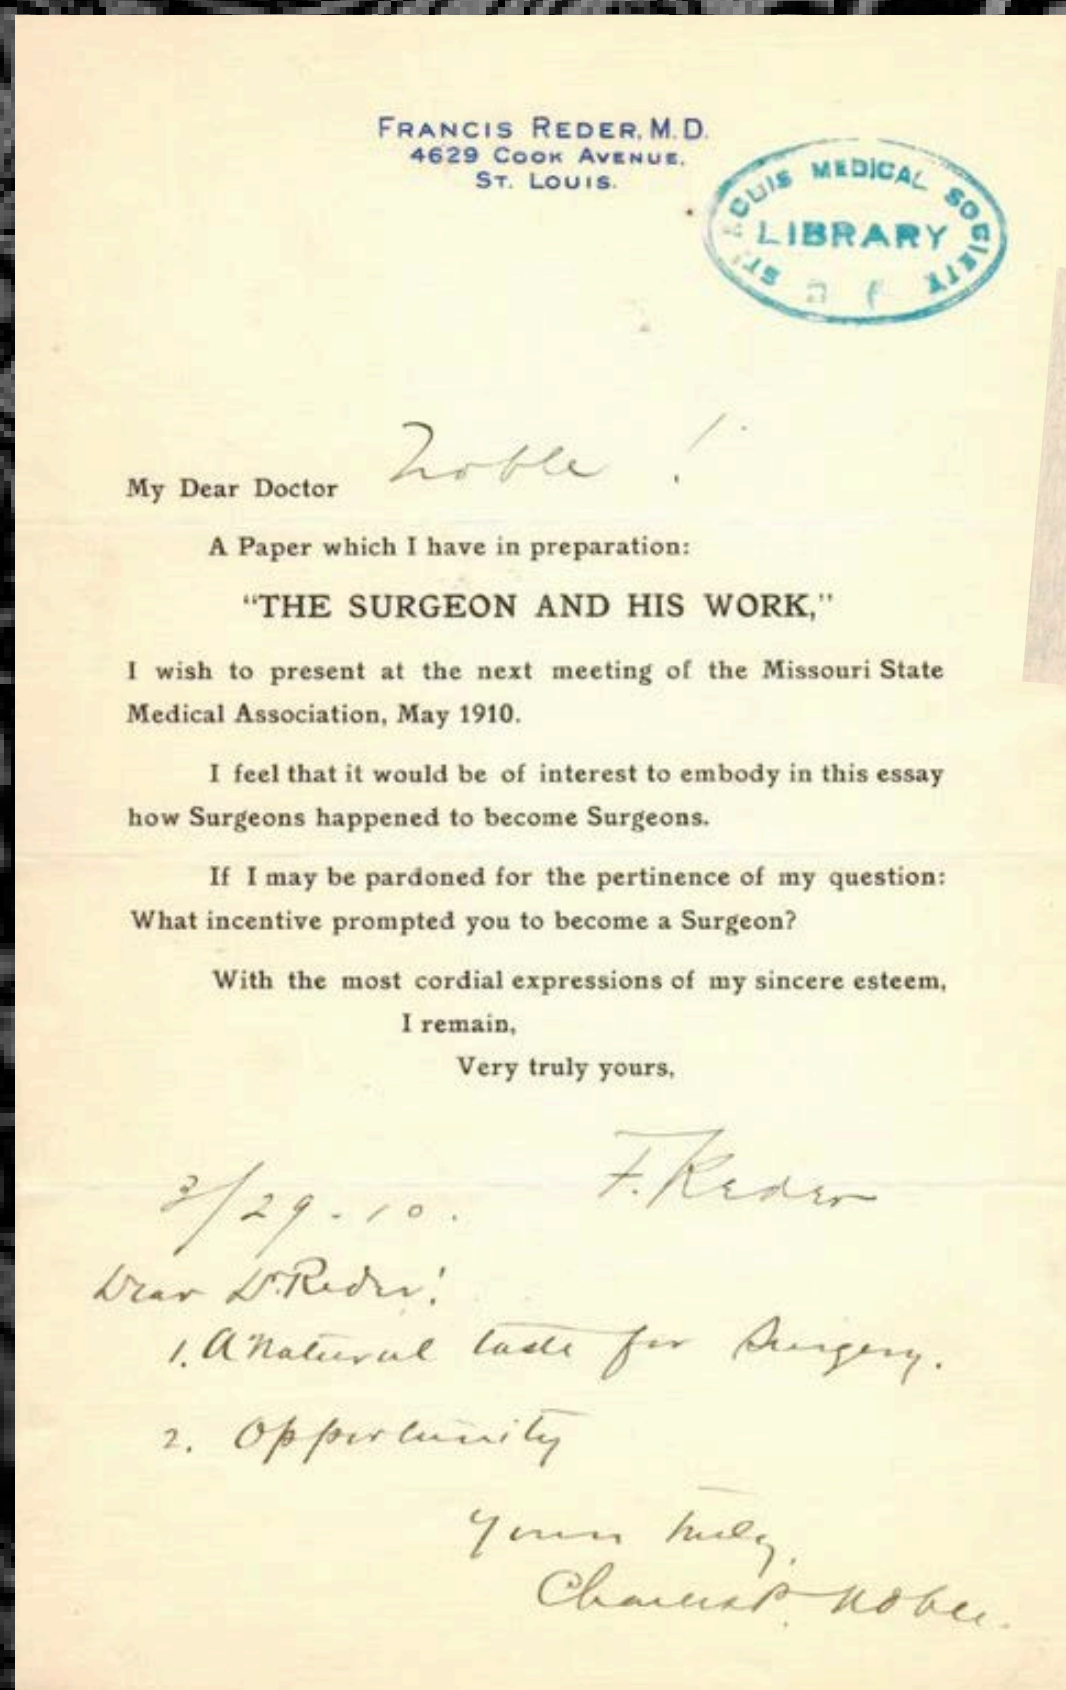 FRANCIS REDER, M.D.
4629 COOK AVENUE,
ST. LOUIS.
ST. LOUIS MEDICAL SOCIETY
LIBRARY
My Dear Doctor Noble !
A Paper which I have in preparation:
“THE SURGEON AND HIS WORK,”
I wish to present at the next meeting of the Missouri State
Medical Association, May 1910.
I feel that it would be of interest to embody in this essay
how Surgeons happened to become Surgeons.
If I may be pardoned for the pertinence of my question:
What incentive prompted you to become a Surgeon?
With the most cordial expressions of my sincere esteem,
I remain,
Very truly yours,
F. Reder
3/29-10.
Dear Dr. Reder!
1. A natural taste for Surgery.
2. Opportunity
Yours truly,
Charles P. Noble.